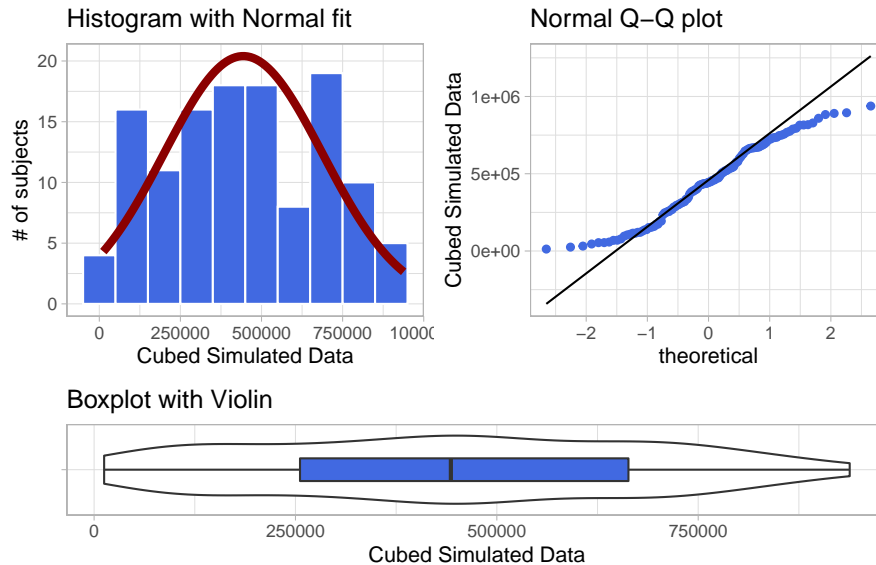 Histogram with Normal fit
# of subjects
20
15
10
5
0
0 250000 500000 750000 10000
Cubed Simulated Data
Normal Q−Q plot
Cubed Simulated Data
1e+06
5e+05
0e+00
−2 −1 0 1 2
theoretical
Boxplot with Violin
0 250000 500000 750000
Cubed Simulated Data